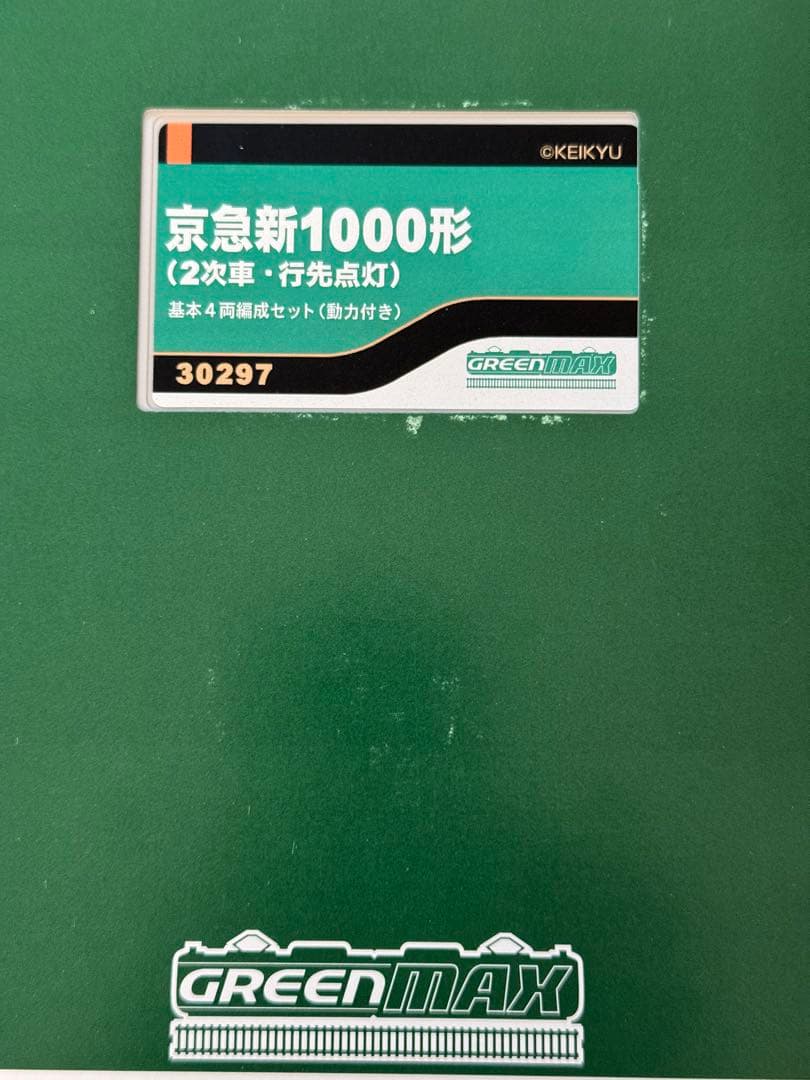 ©KEIKYU
京急新1000形
（2次車・行先点灯）
基本4両編成セット（動力付き）
30297
GREENMAX
GREENMAX